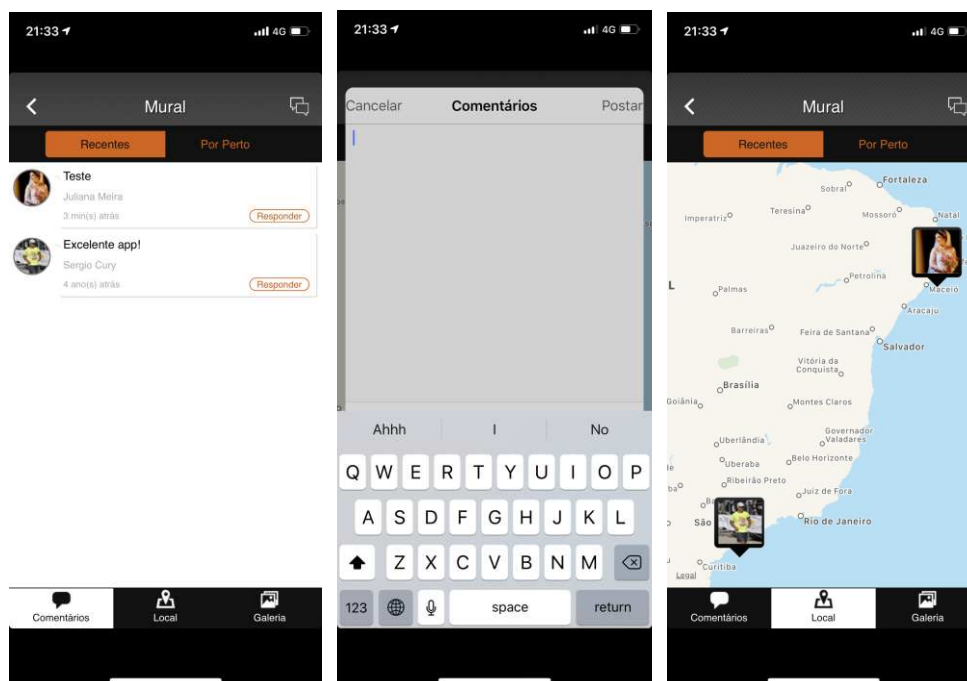 21:33
4G
Mural
Recentes
Por Perto
Teste
Juliana Meira
3 min(s) atrás
Responder
Excelente app!
Sergio Cury
4 ano(s) atrás
Responder
Comentários
Local
Galeria
21:33
4G
Cancelar
Comentários
Postar
Ahhh
I
No
Q W E R T Y U I O P
A S D F G H J K L
Z X C V B N M
123
space
return
21:33
4G
Mural
Recentes
Por Perto
Fortaleza
Sobral
Teresina
Mossoró
Imperatriz
Natal
Juazeiro do Norte
Petrolina
L
Palmas
Maceió
Aracaju
Barreiras
Feira de Santana
Salvador
Vitória da
Conquista
Brasília
Goiânia
Montes Claros
Governador
Valadares
Uberlândia
Belo Horizonte
Uberaba
Ribeirão Preto
Juiz de Fora
São
Rio de Janeiro
Curitiba
Legal
Comentários
Local
Galeria